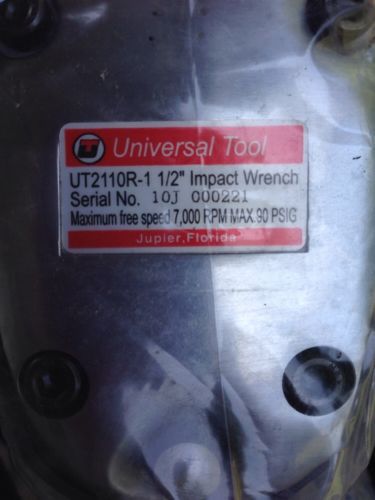 Universal Tool
UT2110R-1 1/2" Impact Wrench
Serial No. 10J 000221
Maximum free speed 7,000 RPM MAX.90 PSIG
Jupier,Florida